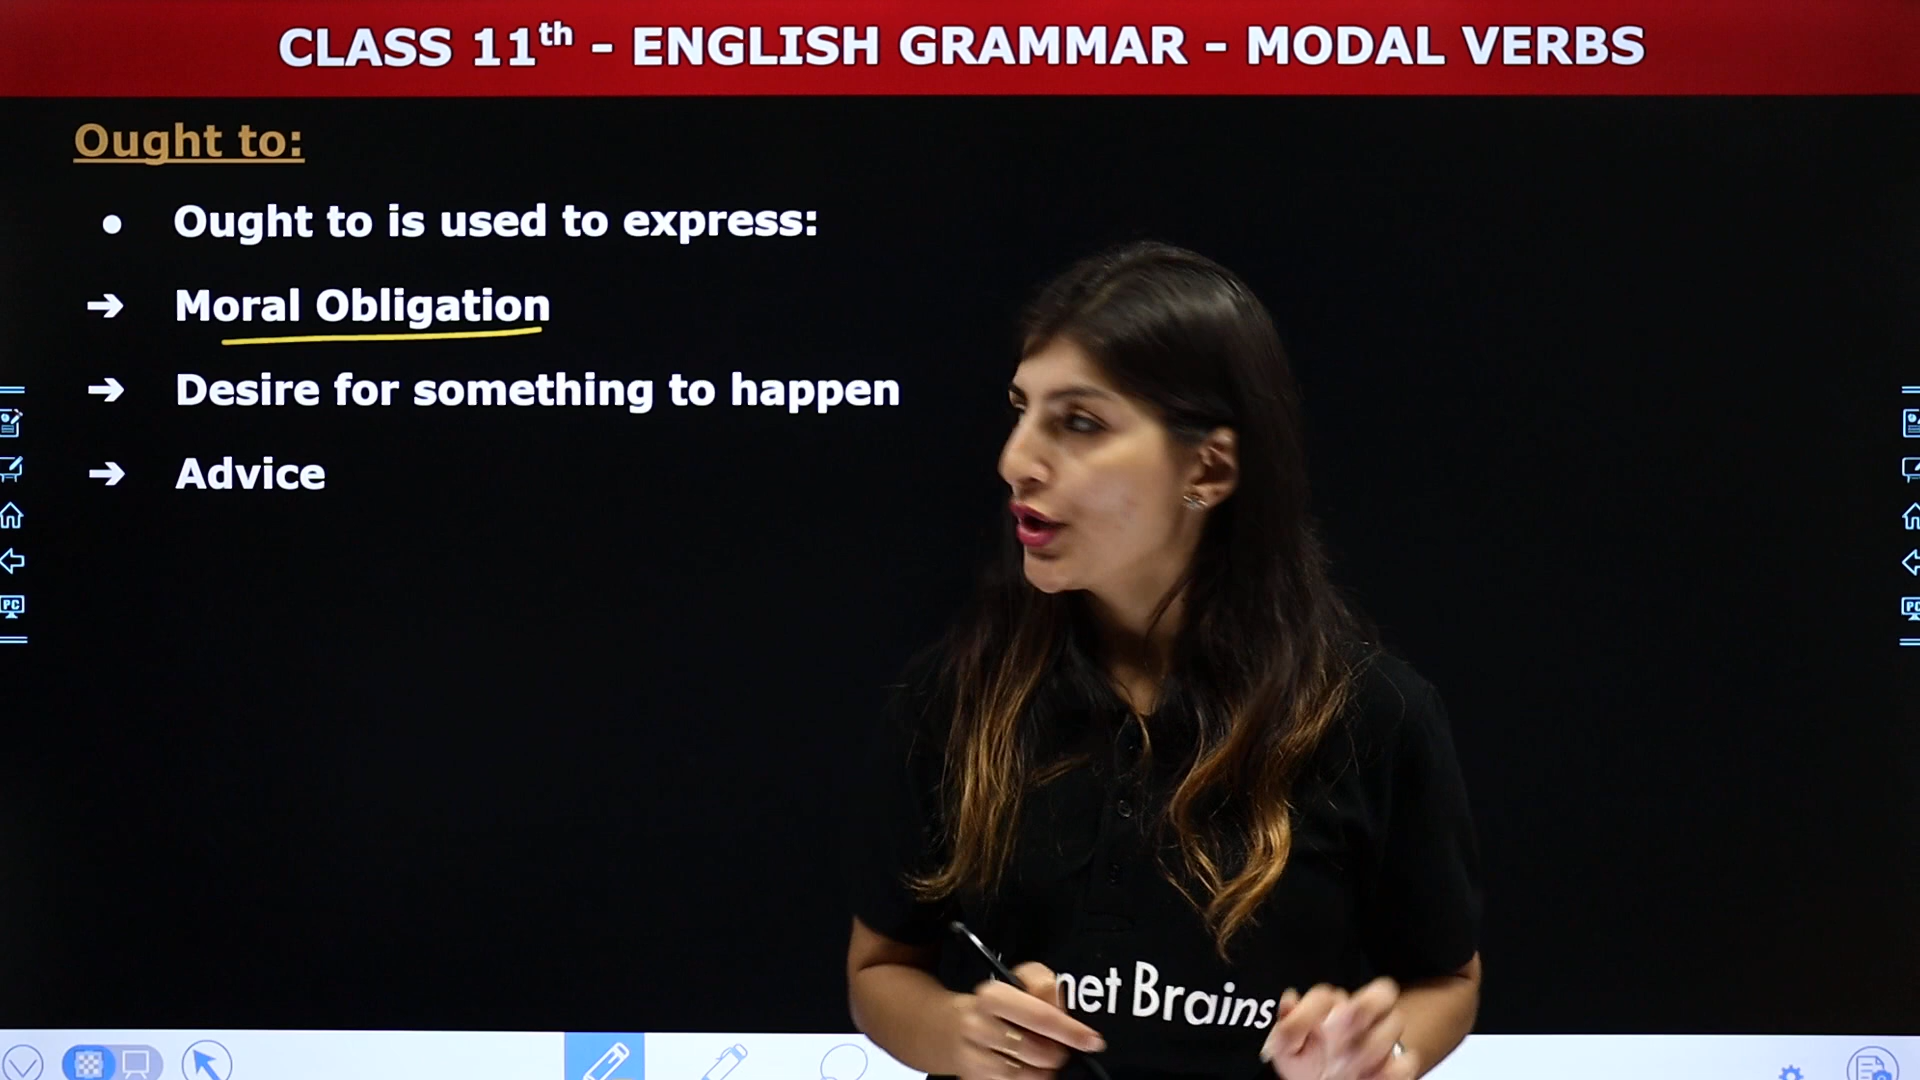 CLASS 11th - ENGLISH GRAMMAR - MODAL VERBS
Ought to:
● Ought to is used to express:
➔ Moral Obligation
➔ Desire for something to happen
➔ Advice
PC
net Brains